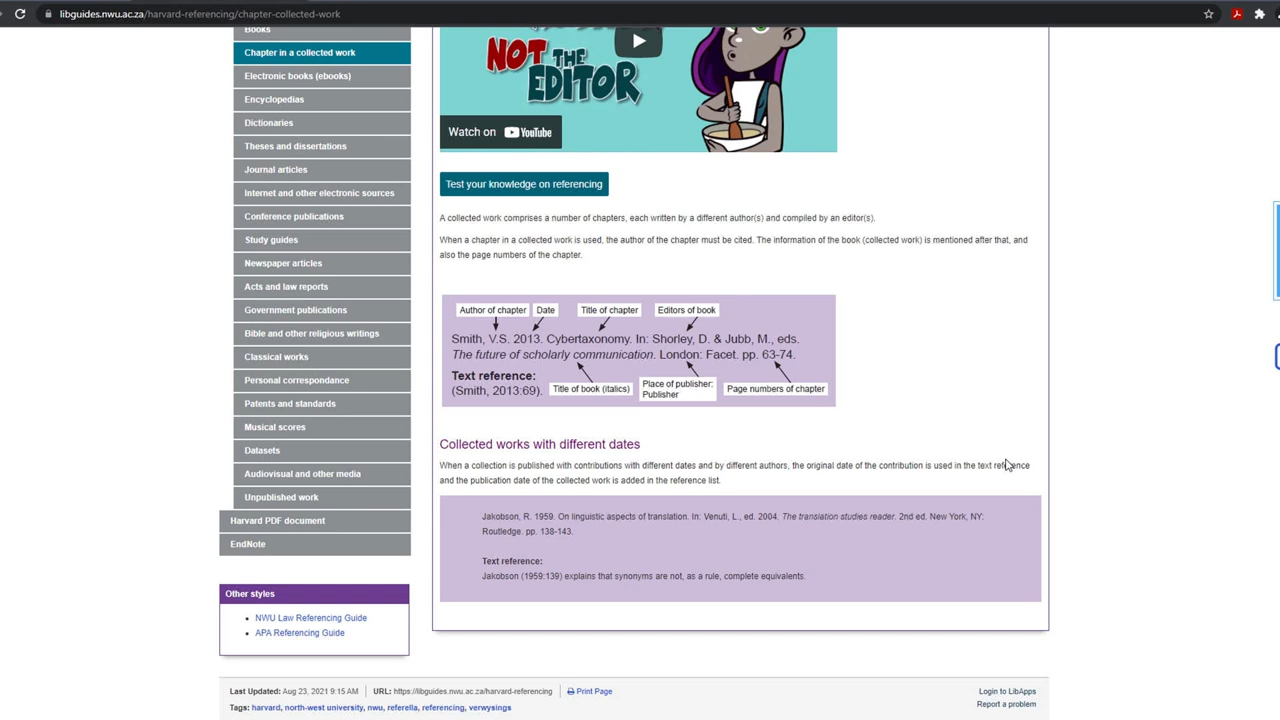 libguides.nwu.ac.za/harvard-referencing/chapter-collected-work
Books
Chapter in a collected work
Electronic books (ebooks)
Encyclopedias
Dictionaries
Theses and dissertations
Journal articles
Internet and other electronic sources
Conference publications
Study guides
Newspaper articles
Acts and law reports
Government publications
Bible and other religious writings
Classical works
Personal correspondance
Patents and standards
Musical scores
Datasets
Audiovisual and other media
Unpublished work
Harvard PDF document
EndNote
Other styles
NWU Law Referencing Guide
APA Referencing Guide
NOT THE
EDITOR
Watch on YouTube
Test your knowledge on referencing
A collected work comprises a number of chapters, each written by a different author(s) and compiled by an editor(s).
When a chapter in a collected work is used, the author of the chapter must be cited. The information of the book (collected work) is mentioned after that, and
also the page numbers of the chapter.
Author of chapter Date Title of chapter Editors of book
Smith, V.S. 2013. Cybertaxonomy. In: Shorley, D. & Jubb, M., eds.
The future of scholarly communication. London: Facet. pp. 63-74.
Text reference:
(Smith, 2013:69).
Title of book (italics)
Place of publisher:
Publisher
Page numbers of chapter
Collected works with different dates
When a collection is published with contributions with different dates and by different authors, the original date of the contribution is used in the text reference
and the publication date of the collected work is added in the reference list.
Jakobson, R. 1959. On linguistic aspects of translation. In: Venuti, L., ed. 2004. The translation studies reader. 2nd ed. New York, NY:
Routledge. pp. 138-143.
Text reference:
Jakobson (1959:139) explains that synonyms are not, as a rule, complete equivalents.
Last Updated: Aug 23, 2021 9:15 AM URL: https://libguides.nwu.ac.za/harvard-referencing Print Page
Login to LibApps
Tags: harvard, north-west university, nwu, referella, referencing, verwysings
Report a problem